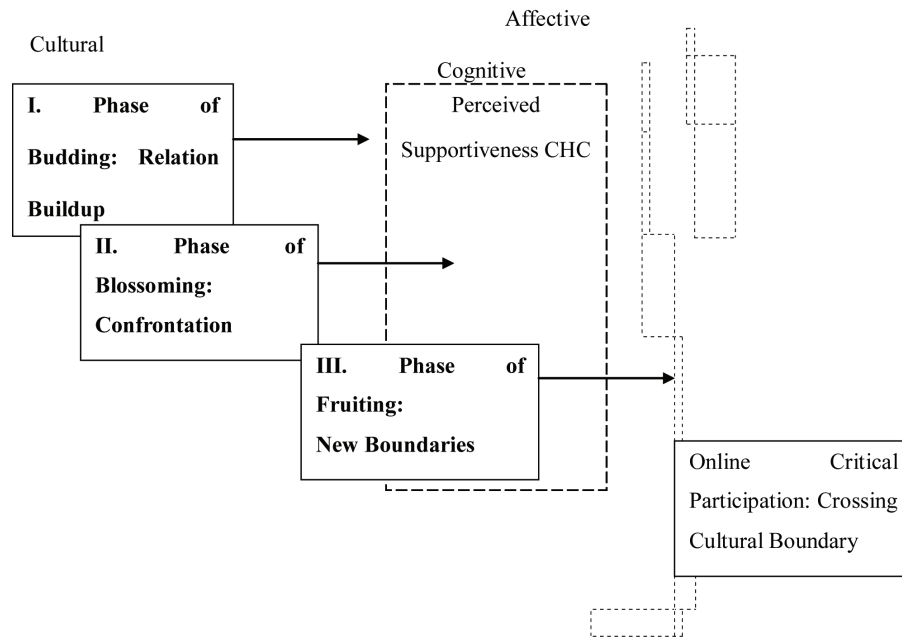 Affective
Cultural
Cognitive
I. Phase of
Budding: Relation
Buildup
Perceived
Supportiveness CHC
II. Phase of
Blossoming:
Confrontation
III. Phase of
Fruiting:
New Boundaries
Online Critical
Participation: Crossing
Cultural Boundary